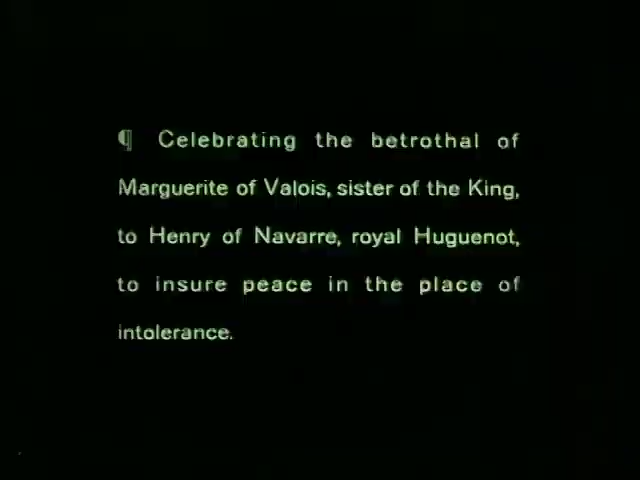 ¶ Celebrating the betrothal of
Marguerite of Valois, sister of the King,
to Henry of Navarre, royal Huguenot,
to insure peace in the place of
intolerance.